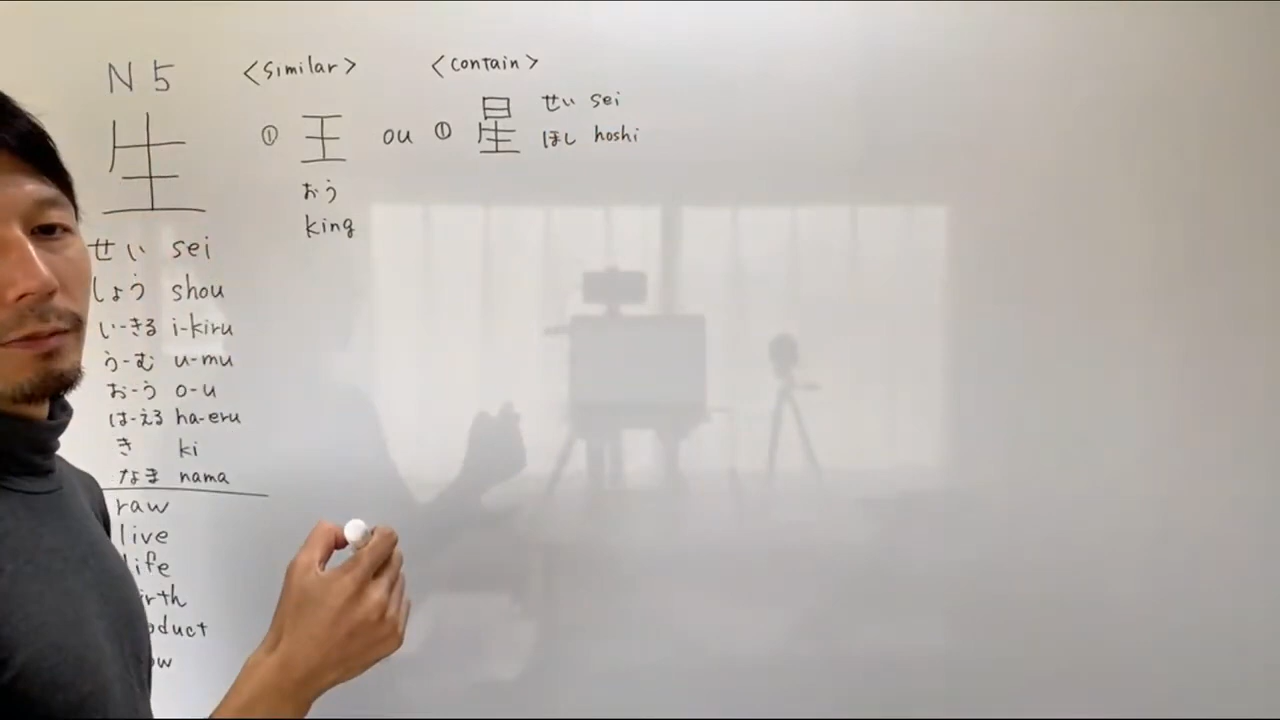 N5 <similar> <contain>
生 ① 王 ou ① 星 せい sei
ほし hoshi
おう
king
せい sei
しょう shou
い-きる i-kiru
う-む u-mu
お-う o-u
は-える ha-eru
き ki
なま nama
raw
live
ife
rth
oduct
ow